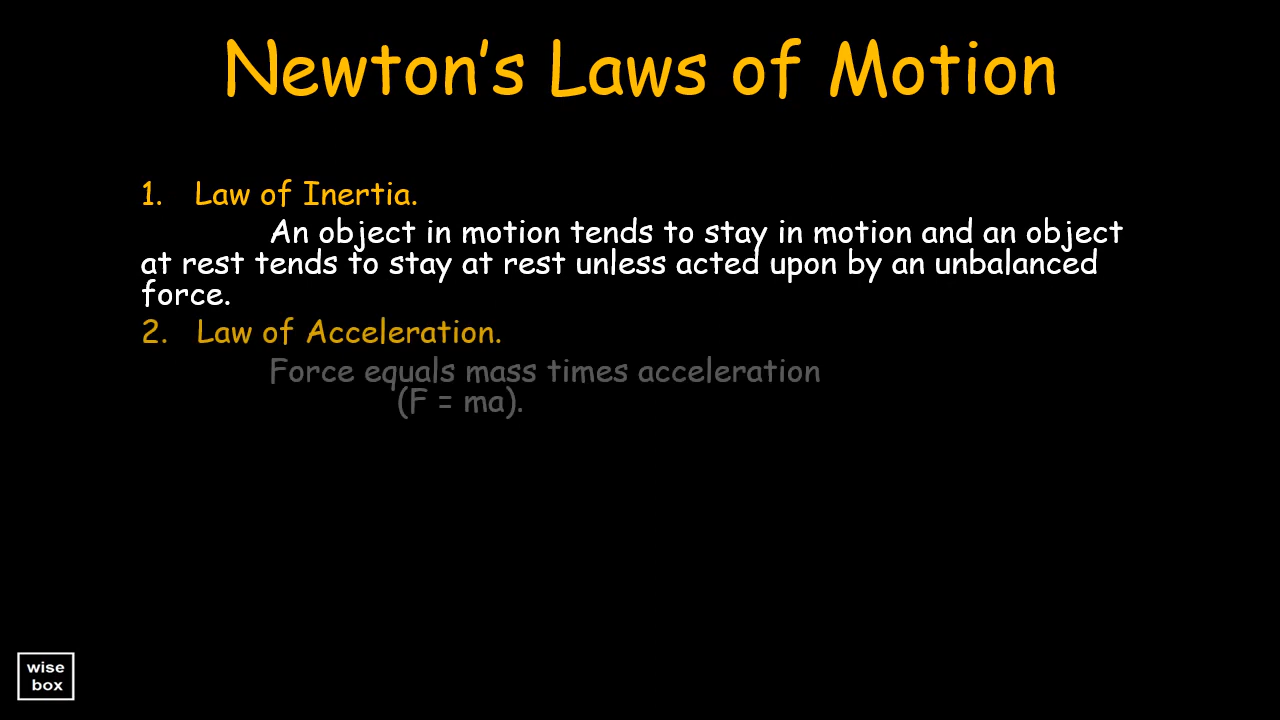 Newton’s Laws of Motion
1. Law of Inertia.
An object in motion tends to stay in motion and an object
at rest tends to stay at rest unless acted upon by an unbalanced
force.
2. Law of Acceleration.
Force equals mass times acceleration
(F = ma).
wise
box